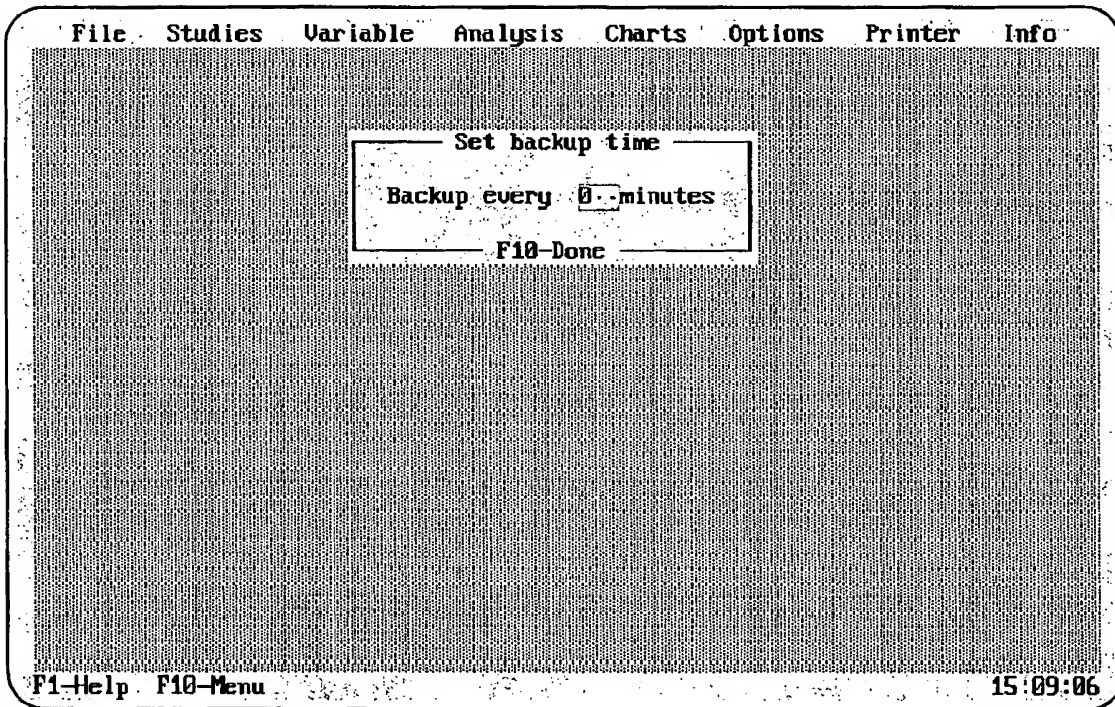 File Studies Variable Analysis Charts Options Printer Info
Set backup time
Backup every 0 minutes
F10-Done
F1-Help F10-Menu 15:09:06